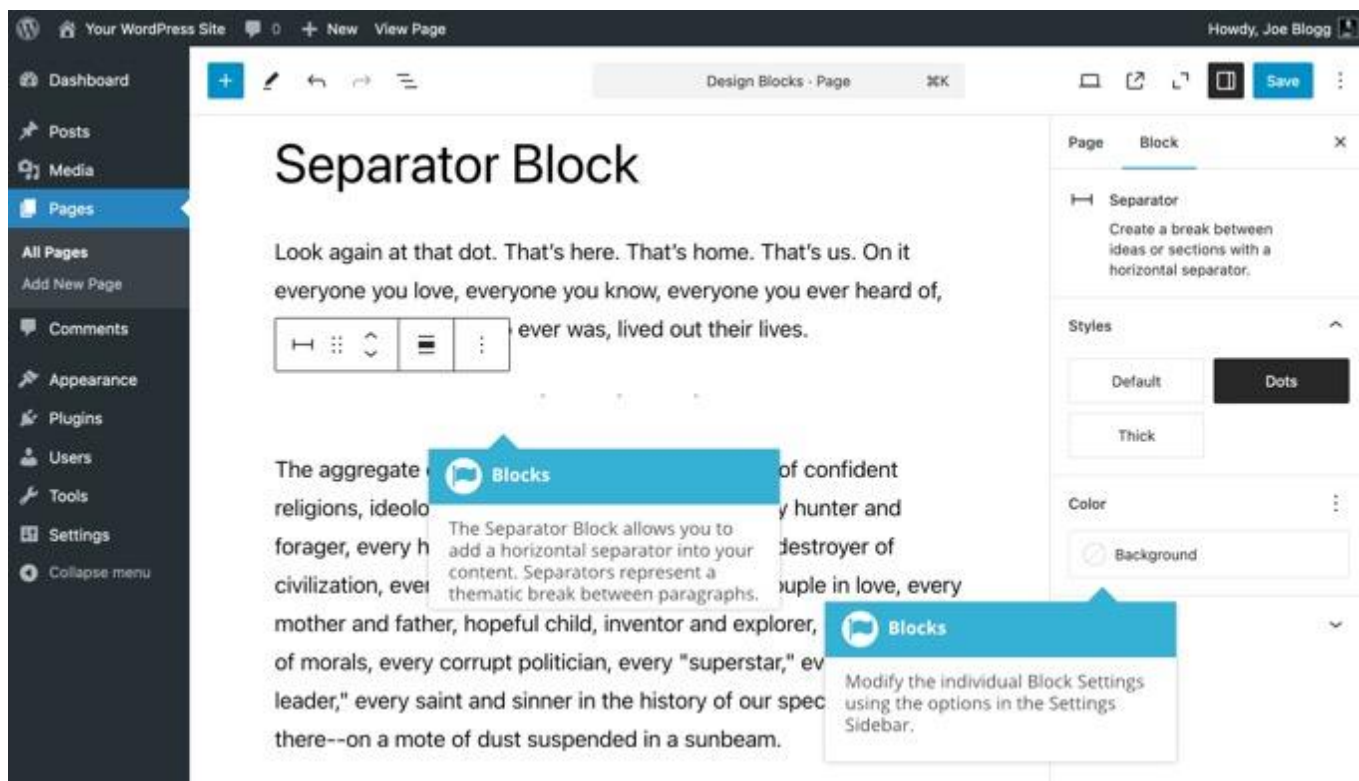 Your WordPress Site 0 + New View Page Howdy, Joe Blogg
Dashboard
Posts
Media
Pages
All Pages
Add New Page
Comments
Appearance
Plugins
Users
Tools
Settings
Collapse menu
Design Blocks · Page ⌘K
Save
Separator Block
Look again at that dot. That's here. That's home. That's us. On it
everyone you love, everyone you know, everyone you ever heard of,
ever was, lived out their lives.
The aggregate of confident
religions, ideolo y hunter and
forager, every h destroyer of
civilization, ever uple in love, every
mother and father, hopeful child, inventor and explorer,
of morals, every corrupt politician, every "superstar," ev
leader," every saint and sinner in the history of our spec
there--on a mote of dust suspended in a sunbeam.
Blocks
The Separator Block allows you to
add a horizontal separator into your
content. Separators represent a
thematic break between paragraphs.
Page Block
Separator
Create a break between
ideas or sections with a
horizontal separator.
Styles
Default Dots
Thick
Color
Background
Blocks
Modify the individual Block Settings
using the options in the Settings
Sidebar.